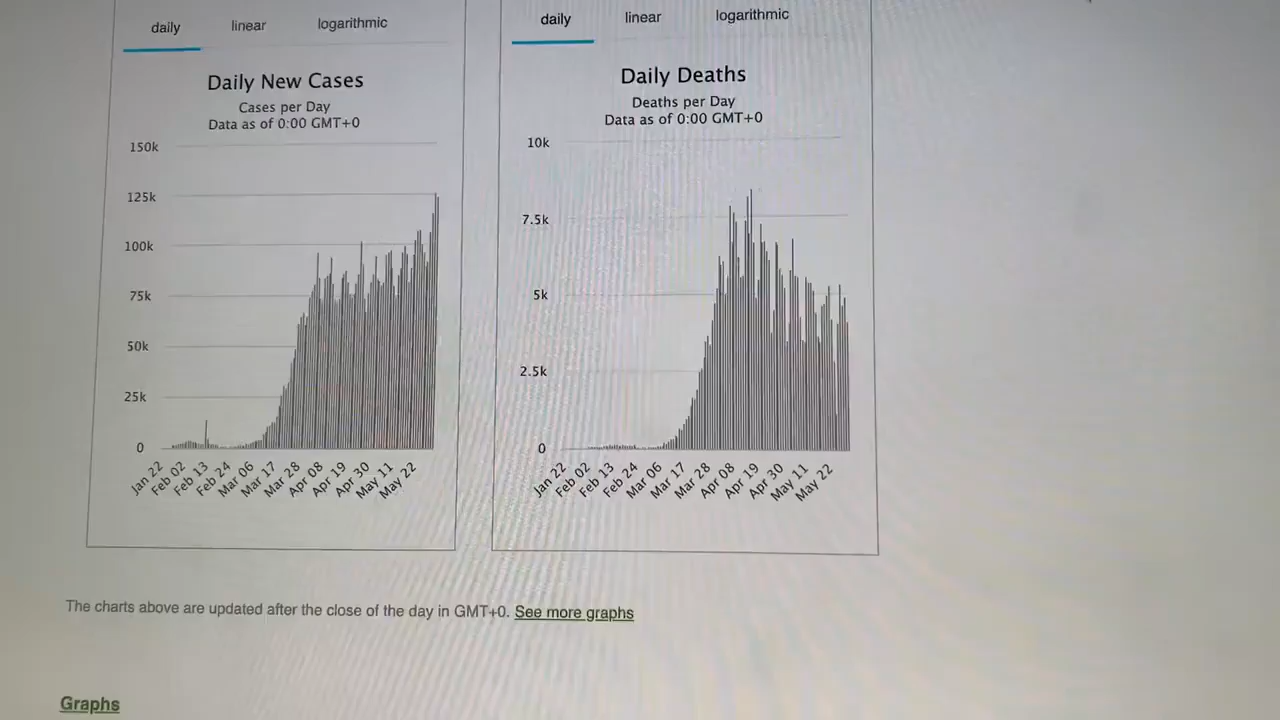 daily linear logarithmic
Daily New Cases
Cases per Day
Data as of 0:00 GMT+0
150k
125k
100k
75k
50k
25k
0
Jan 22
Feb 02
Feb 13
Feb 24
Mar 06
Mar 17
Mar 28
Apr 08
Apr 19
Apr 30
May 11
May 22
daily linear logarithmic
Daily Deaths
Deaths per Day
Data as of 0:00 GMT+0
10k
7.5k
5k
2.5k
0
Jan 22
Feb 02
Feb 13
Feb 24
Mar 06
Mar 17
Mar 28
Apr 08
Apr 19
Apr 30
May 11
May 22
The charts above are updated after the close of the day in GMT+0. See more graphs
Graphs